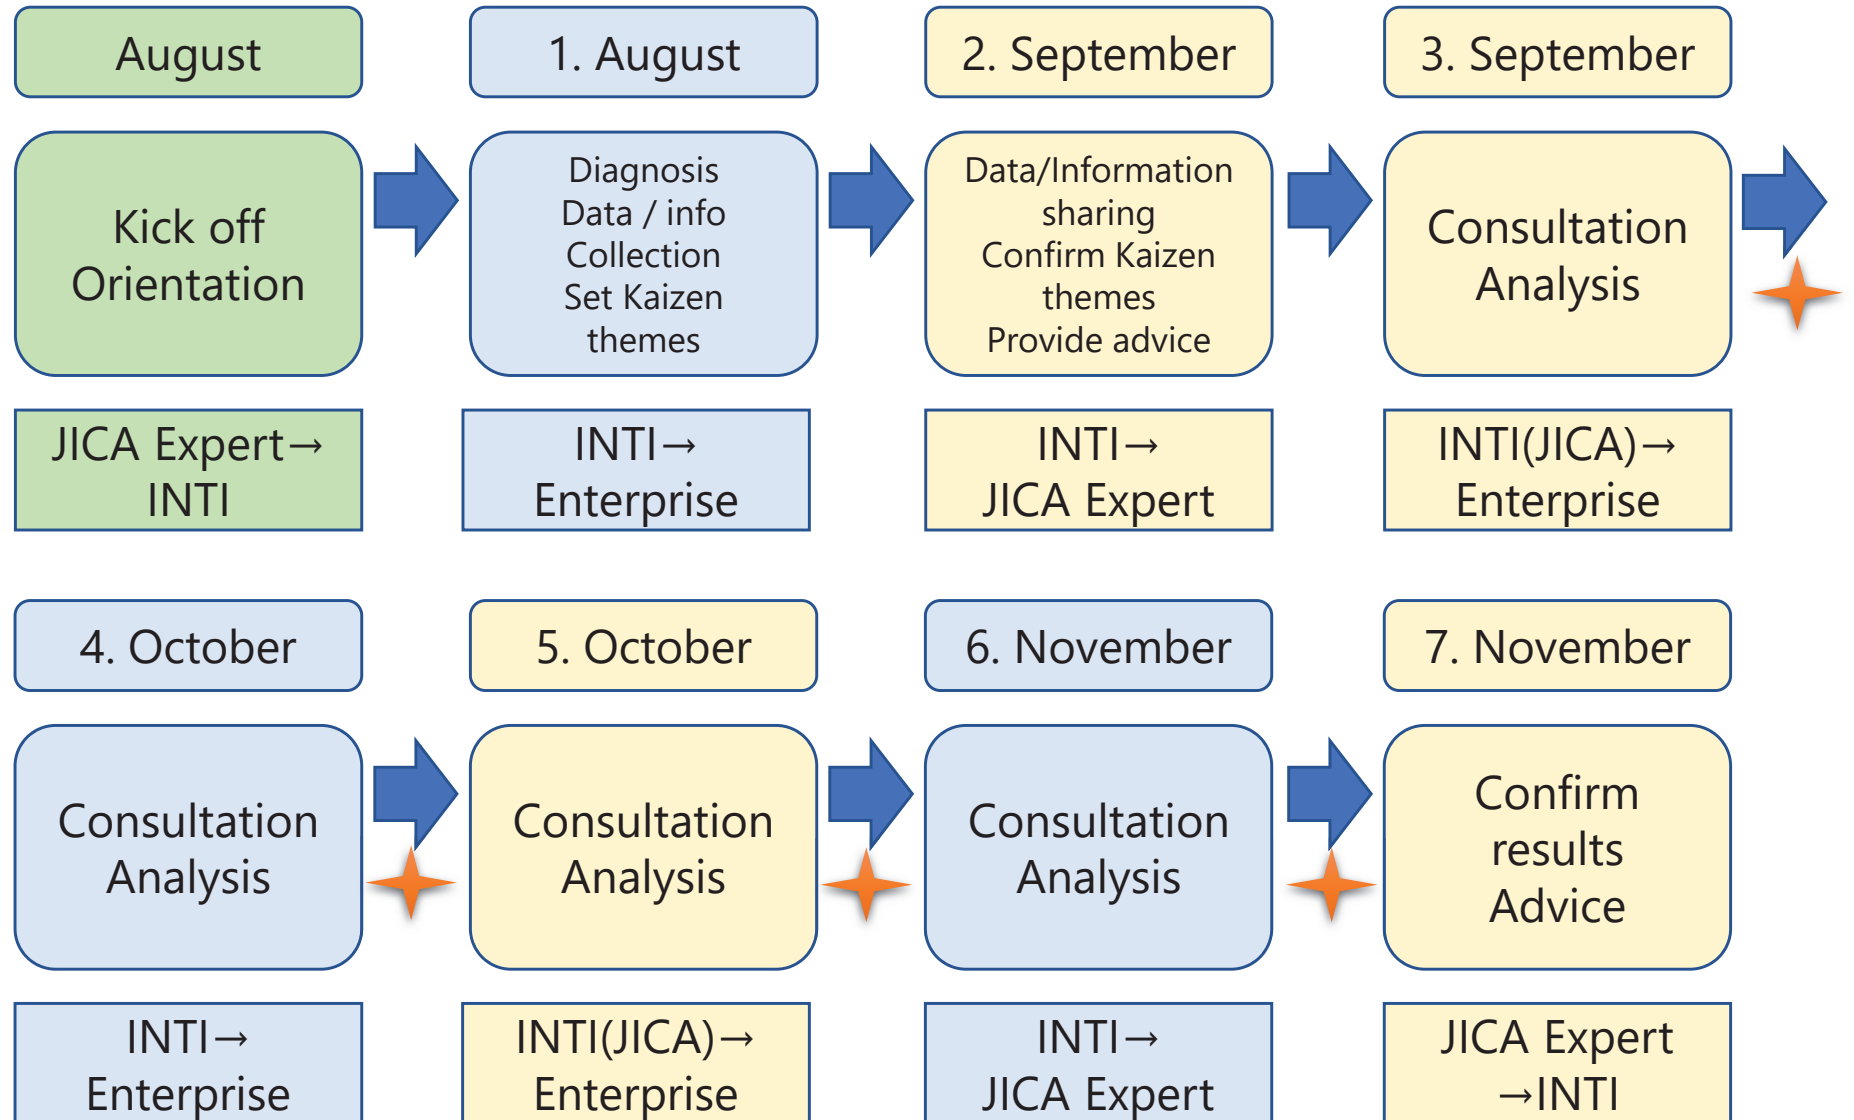 August
1. August
2. September
3. September
Kick off
Orientation
Diagnosis
Data / info
Collection
Set Kaizen
themes
Data/Information
sharing
Confirm Kaizen
themes
Provide advice
Consultation
Analysis
JICA Expert→
INTI
INTI→
Enterprise
INTI→
JICA Expert
INTI(JICA)→
Enterprise
4. October
5. October
6. November
7. November
Consultation
Analysis
Consultation
Analysis
Consultation
Analysis
Confirm
results
Advice
INTI→
Enterprise
INTI(JICA)→
Enterprise
INTI→
JICA Expert
JICA Expert
→INTI